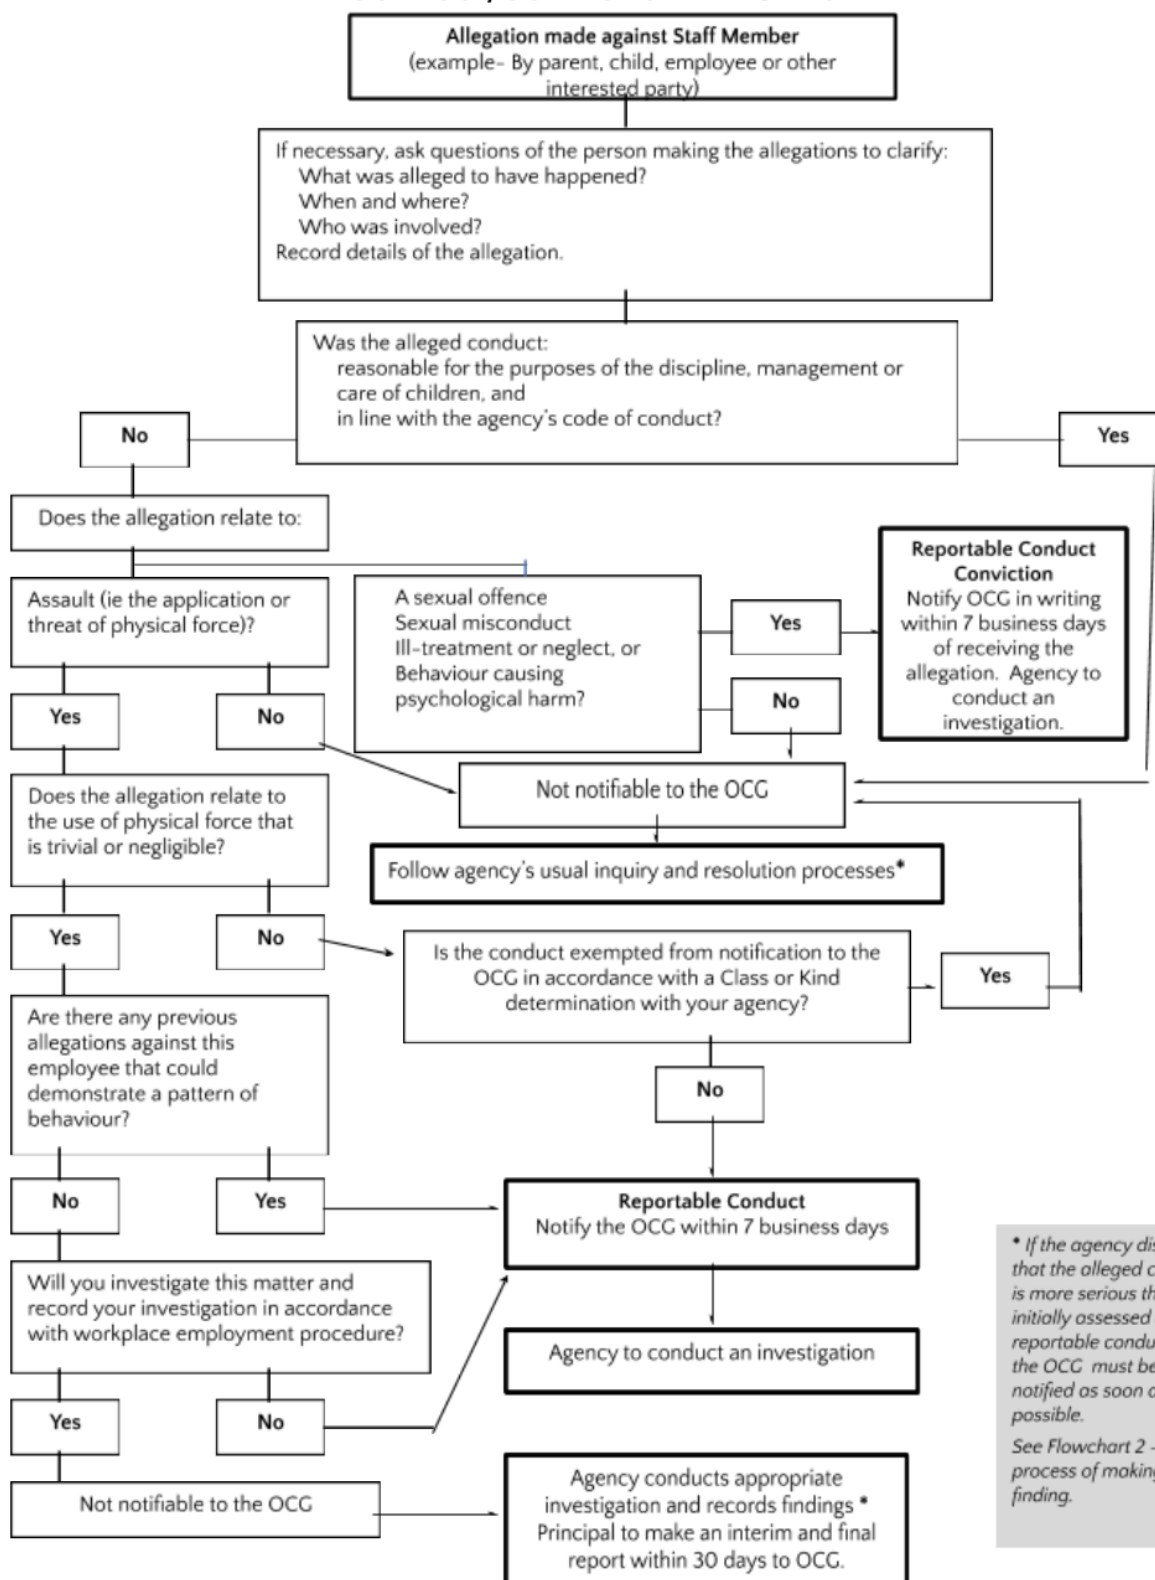 Allegation made against Staff Member
(example- By parent, child, employee or other
interested party)
If necessary, ask questions of the person making the allegations to clarify:
What was alleged to have happened?
When and where?
Who was involved?
Record details of the allegation.
Was the alleged conduct:
reasonable for the purposes of the discipline, management or
care of children, and
in line with the agency's code of conduct?
No
Yes
Does the allegation relate to:
Assault (ie the application or
threat of physical force)?
A sexual offence
Sexual misconduct
Ill-treatment or neglect, or
Behaviour causing
psychological harm?
Yes
No
Reportable Conduct
Conviction
Notify OCG in writing
within 7 business days
of receiving the
allegation. Agency to
conduct an
investigation.
Yes
No
Not notifiable to the OCG
Follow agency's usual inquiry and resolution processes*
Does the allegation relate to
the use of physical force that
is trivial or negligible?
Yes
No
Is the conduct exempted from notification to the
OCG in accordance with a Class or Kind
determination with your agency?
Yes
No
Are there any previous
allegations against this
employee that could
demonstrate a pattern of
behaviour?
No
Yes
Reportable Conduct
Notify the OCG within 7 business days
Will you investigate this matter and
record your investigation in accordance
with workplace employment procedure?
Agency to conduct an investigation
Yes
No
Not notifiable to the OCG
Agency conducts appropriate
investigation and records findings *
Principal to make an interim and final
report within 30 days to OCG.
* If the agency
that the alleged
is more serious
initially assessed
reportable
the OCG must be
notified as soon
possible.
See Flowchart 2 -
process of making
finding.